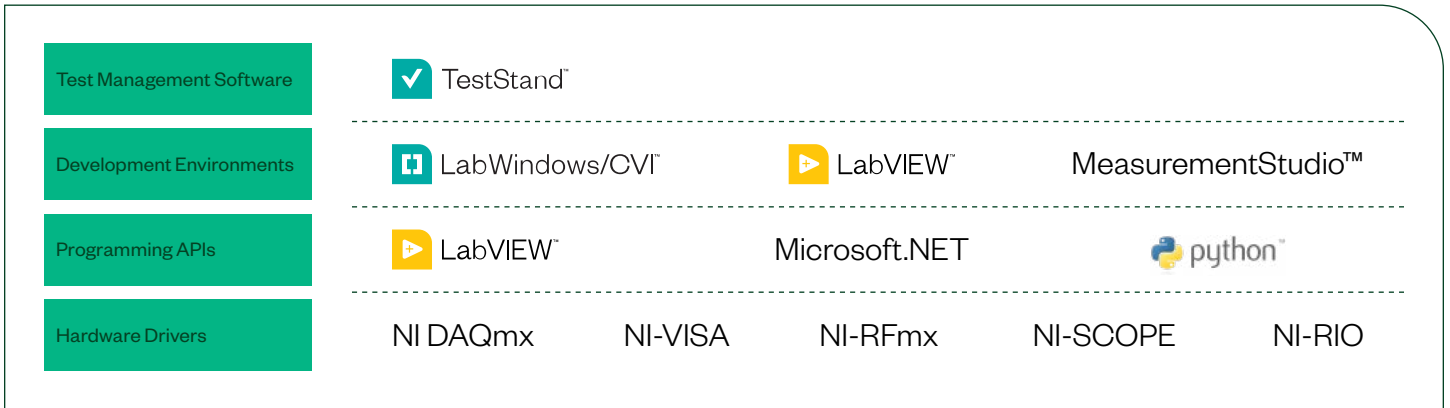 Test Management Software
TestStand™
Development Environments
LabWindows/CVI™
LabVIEW™
MeasurementStudio™
Programming APIs
LabVIEW™
Microsoft.NET
python™
Hardware Drivers
NI DAQmx
NI-VISA
NI-RFmx
NI-SCOPE
NI-RIO